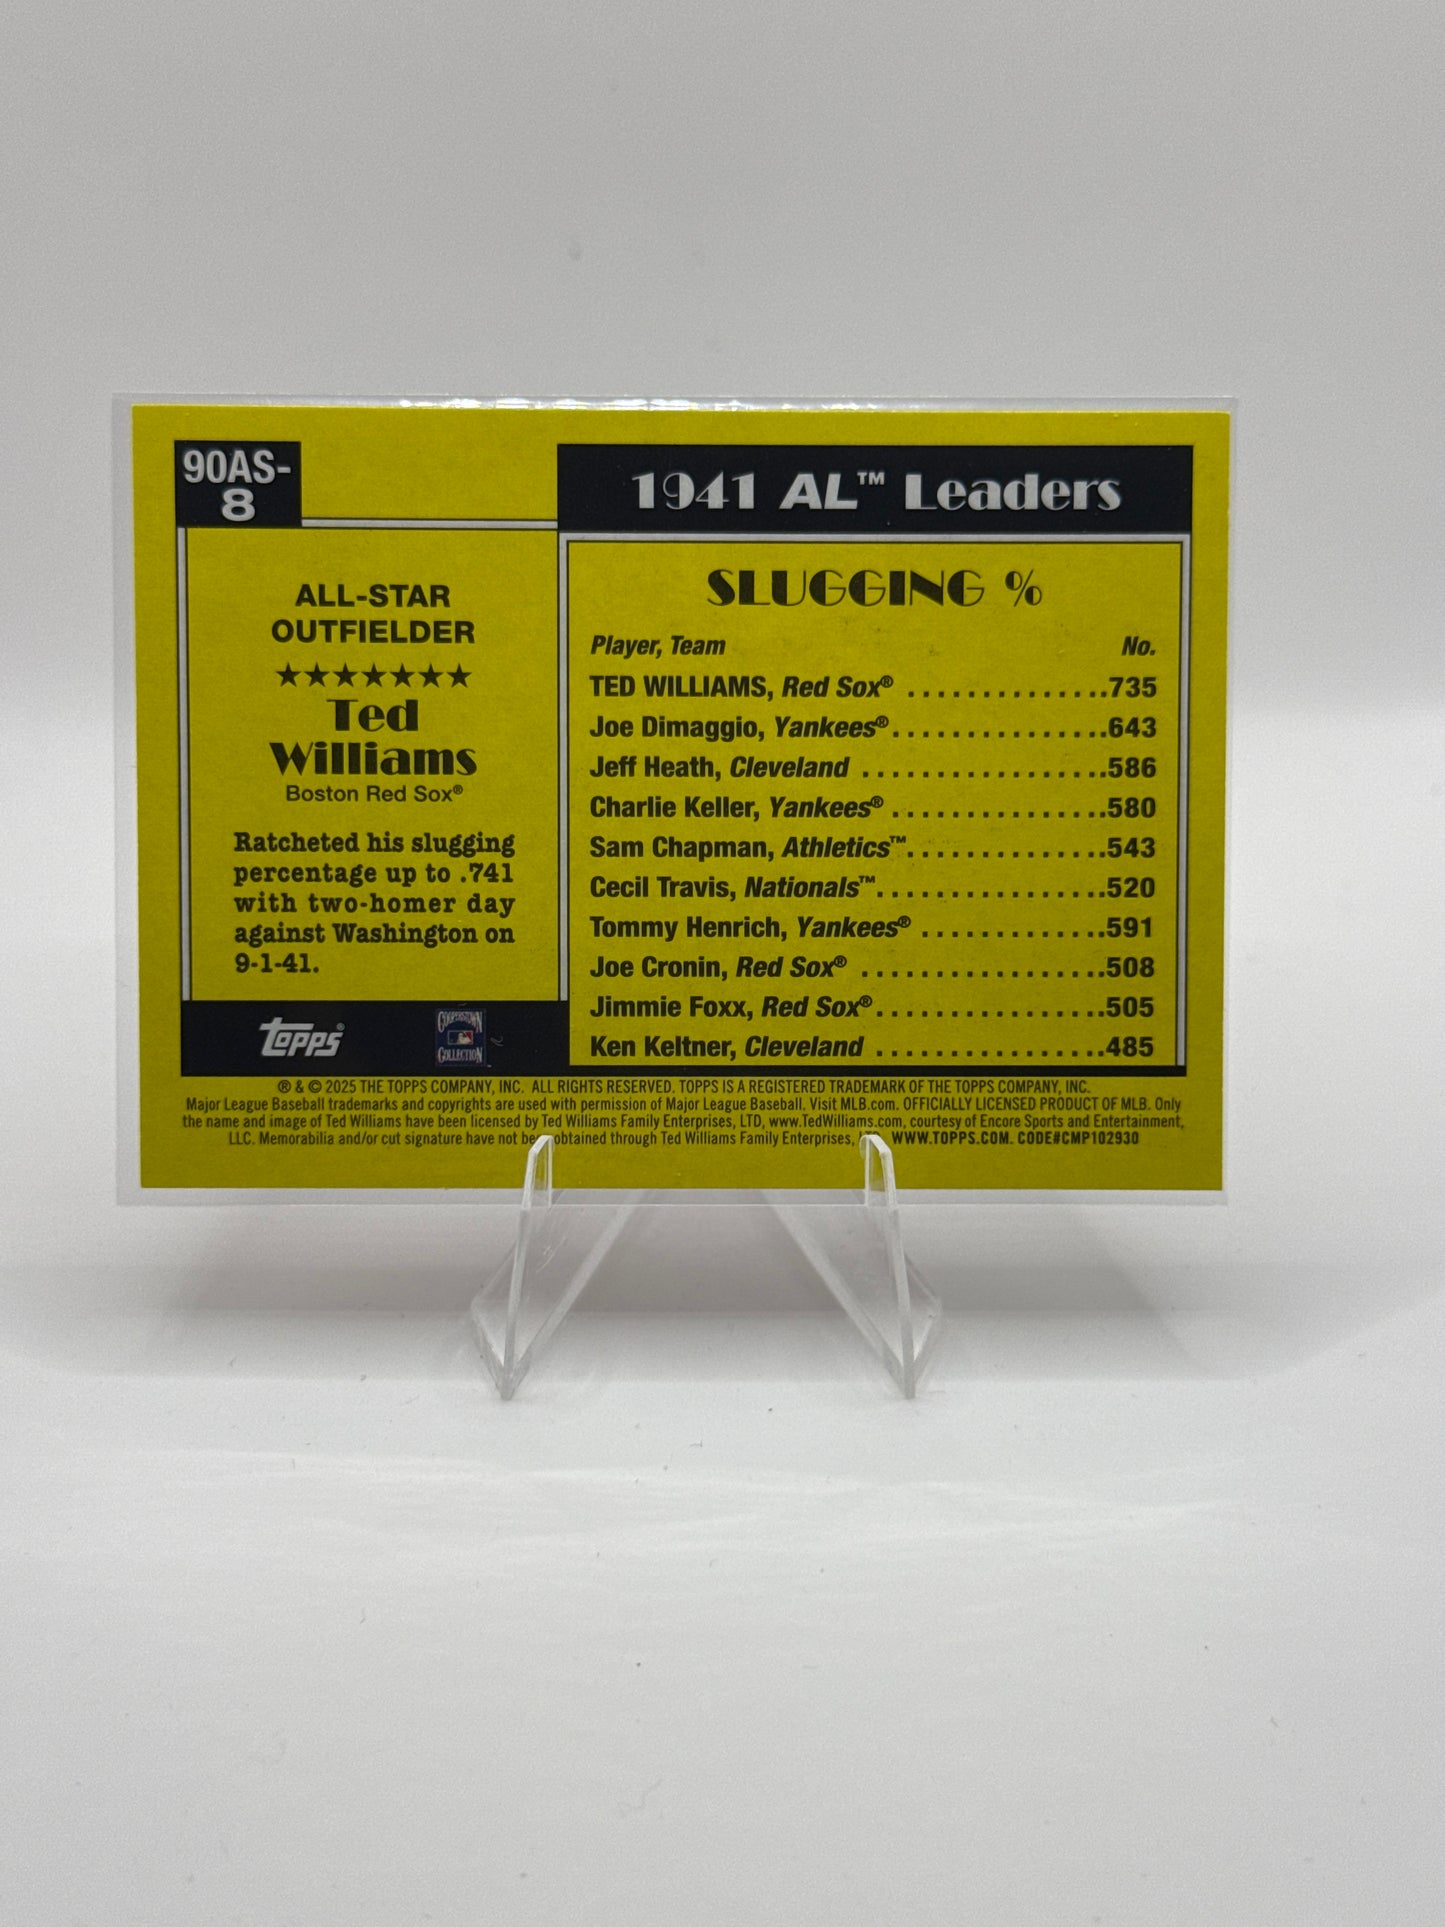 90AS-
8
ALL-STAR
OUTFIELDER
★★★★★★★
Ted
Williams
Boston Red Sox®
Ratcheted his slugging
percentage up to .741
with two-homer day
against Washington on
9-1-41.
topps®
COOPERSTOWN
COLLECTION
1941 AL™ Leaders
SLUGGING %
Player, Team No.
TED WILLIAMS, Red Sox® ..............735
Joe Dimaggio, Yankees®...............643
Jeff Heath, Cleveland .................586
Charlie Keller, Yankees® ...............580
Sam Chapman, Athletics™..............543
Cecil Travis, Nationals™................520
Tommy Henrich, Yankees® .............591
Joe Cronin, Red Sox® .................508
Jimmie Foxx, Red Sox®................505
Ken Keltner, Cleveland ................485
® & © 2025 THE TOPPS COMPANY, INC. ALL RIGHTS RESERVED. TOPPS IS A REGISTERED TRADEMARK OF THE TOPPS COMPANY, INC.
Major League Baseball trademarks and copyrights are used with permission of Major League Baseball. Visit MLB.com. OFFICIALLY LICENSED PRODUCT OF MLB. Only
the name and image of Ted Williams have been licensed by Ted Williams Family Enterprises, LTD, www.TedWilliams.com, courtesy of Encore Sports and Entertainment,
LLC. Memorabilia and/or cut signature have not been obtained through Ted Williams Family Enterprises, WWW.TOPPS.COM. CODE#CMP102930